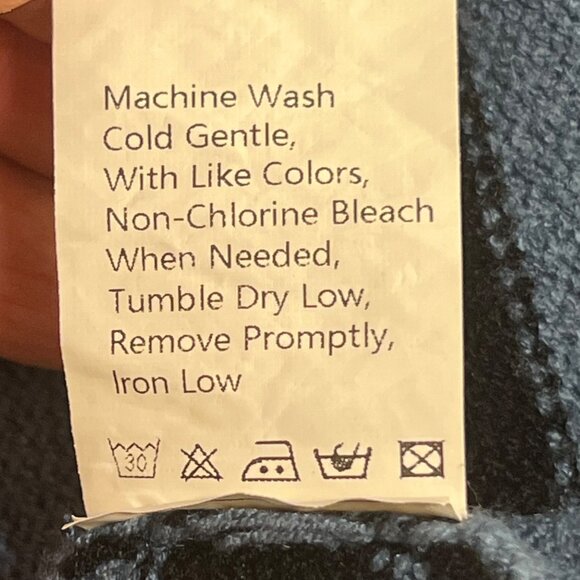 Machine Wash
Cold Gentle,
With Like Colors,
Non-Chlorine Bleach
When Needed,
Tumble Dry Low,
Remove Promptly,
Iron Low
30